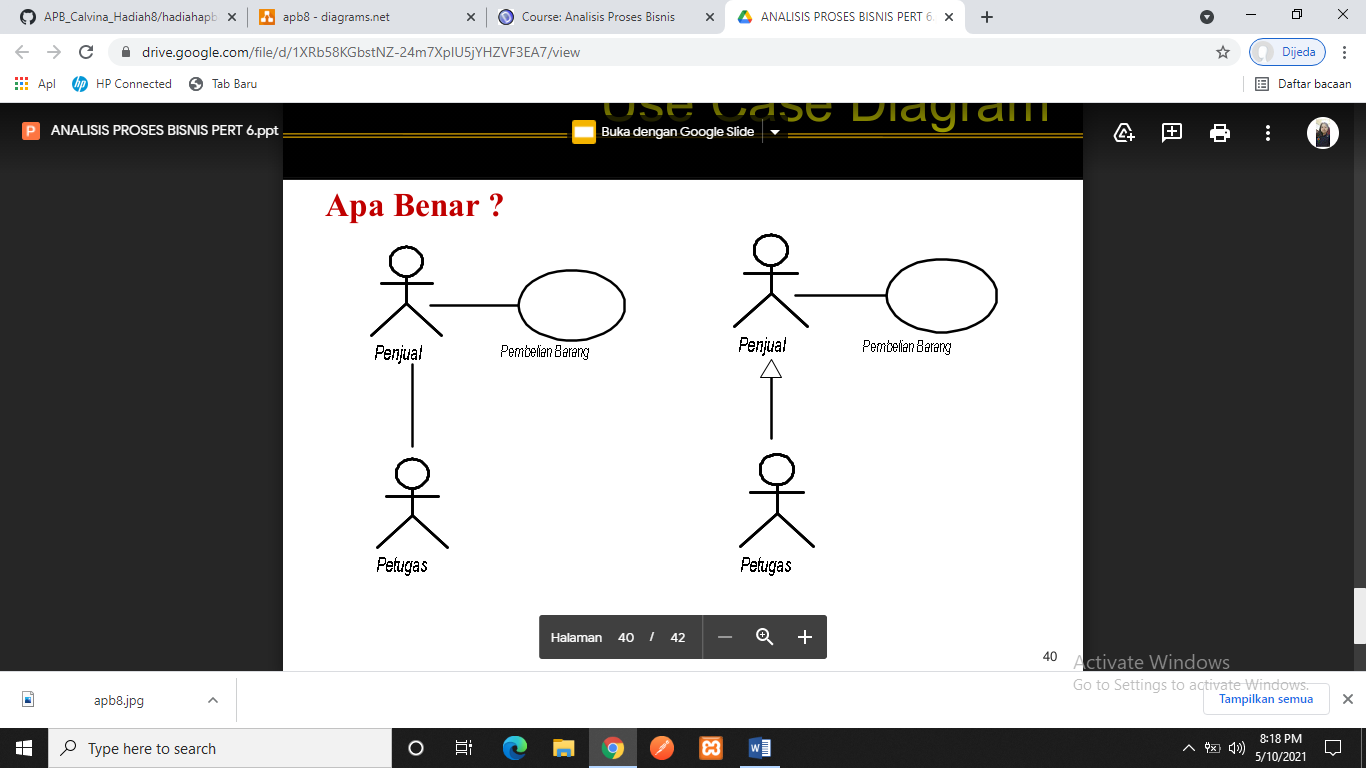 APB_Calvina_Hadiah8/hadiahapb
apb8 - diagrams.net
Course: Analisis Proses Bisnis
ANALISIS PROSES BISNIS PERT 6.
drive.google.com/file/d/1XRb58KGbstNZ-24m7XpIU5jYHZVF3EA7/view
Dijeda
Apl
HP Connected
Tab Baru
Daftar bacaan
Use Case Diagram
P
ANALISIS PROSES BISNIS PERT 6.ppt
Buka dengan Google Slide
Apa Benar ?
Penjual
Pembelian Barang
Penjual
Pembelian Barang
Petugas
Petugas
Halaman 40 / 42
40
Activate Windows
Go to Settings to activate Windows.
apb8.jpg
Tampilkan semua
Type here to search
8:18 PM
5/10/2021